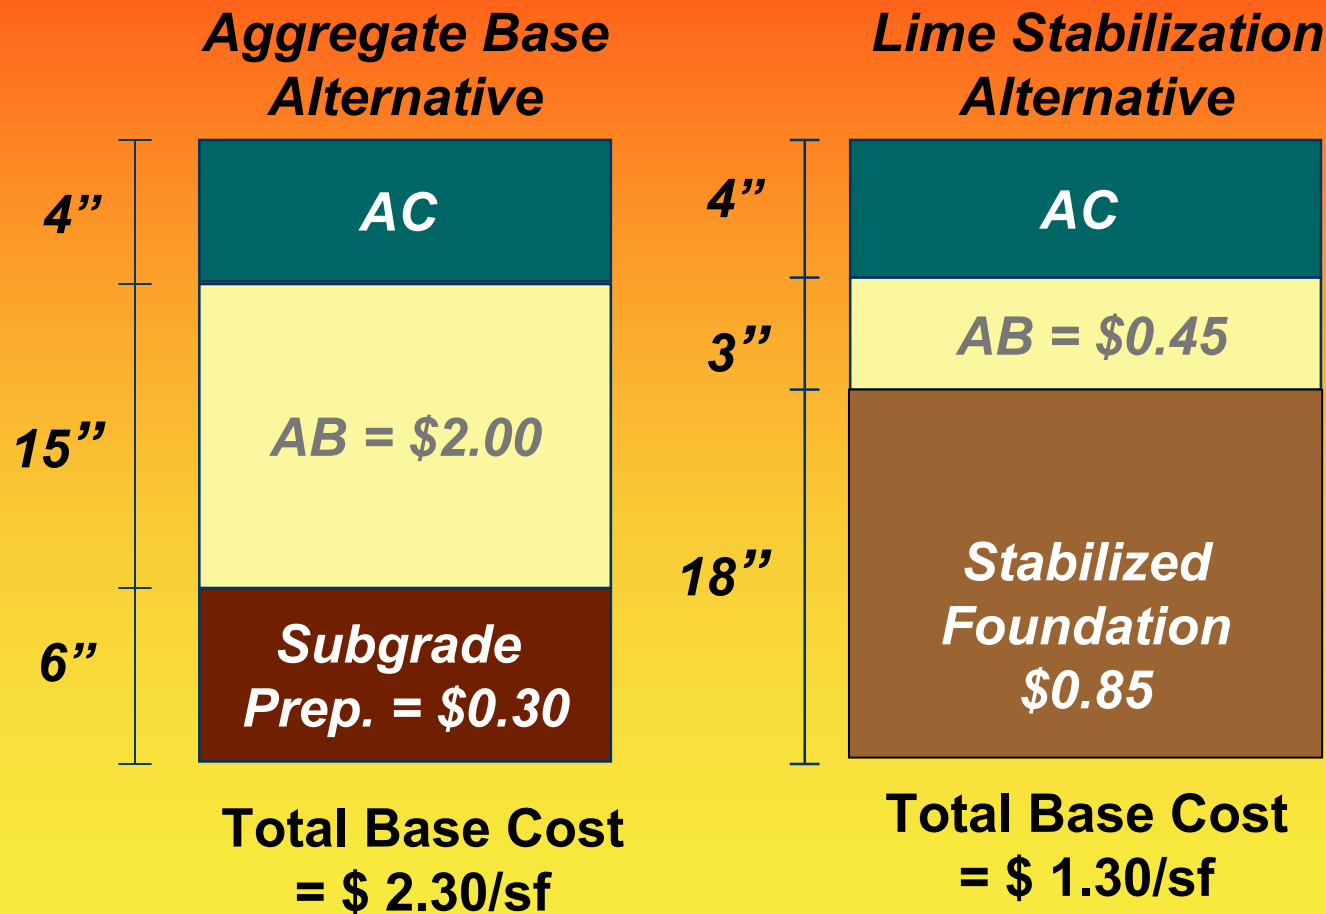 Aggregate Base
Alternative
4”
AC
15”
AB = $2.00
6”
Subgrade
Prep. = $0.30
Total Base Cost
= $ 2.30/sf
Lime Stabilization
Alternative
4”
AC
3”
AB = $0.45
18”
Stabilized
Foundation
$0.85
Total Base Cost
= $ 1.30/sf